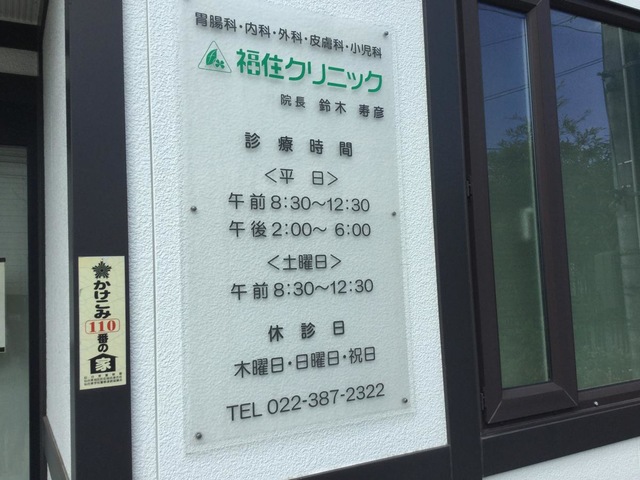 胃腸科・内科・外科・皮膚科・小児科
福住クリニック
院長 鈴木 寿彦
診療時間
<平 日>
午前 8:30～12:30
午後 2:00～ 6:00
<土曜日>
午前 8:30～12:30
休診日
木曜日・日曜日・祝日
TEL 022-387-2322
かけこみ
110
番の
家